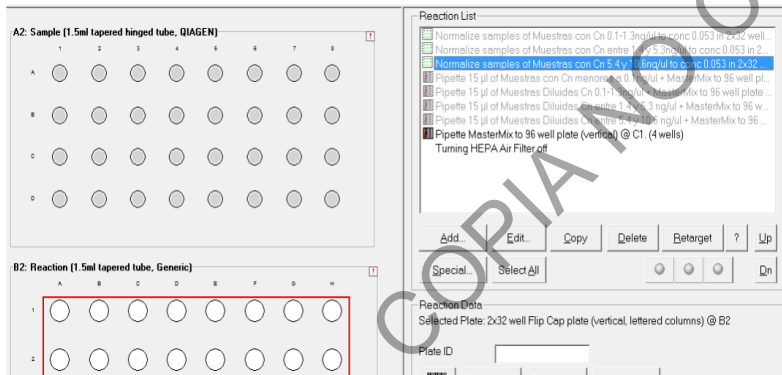 A2: Sample (1.5ml tapered hinged tube, QIAGEN)
!
1 2 3 4 5 6 7 8
A
B
C
D
B2: Reaction (1.5ml tapered tube, Generic)
!
A B C D E F G H
1
2
Reaction List
Normalize samples of Muestras con Cn 0.1-1.3ng/ul to conc 0.053 in 2x32 well...
Normalize samples of Muestras con Cn entre 1.4 y 5.3ng/ul to conc 0.053 in 2...
Normalize samples of Muestras con Cn 5.4 y 10.6ng/ul to conc 0.053 in 2x32 ...
Pipette 15 µl of Muestras con Cn menores a 0.1ng/ul + MasterMix to 96 well pl...
Pipette 15 µl of Muestras Diluidas Cn 0.1-1.3ng/ul + MasterMix to 96 well plate ...
Pipette 15 µl of Muestras Diluidas Cn entre 1.4 y 5.3 ng/ul + MasterMix to 96 w...
Pipette 15 µl of Muestras Diluidas Cn entre 5.4 y 10.6 ng/ul + MasterMix to 96 ...
Pipette MasterMix to 96 well plate (vertical) @ C1. (4 wells)
Turning HEPA Air Filter off
Add... Edit... Copy Delete Retarget ? Up
Special... Select All Dn
Reaction Data
Selected Plate: 2x32 well Flip Cap plate (vertical, lettered columns) @ B2
Plate ID
COPIA NO CO